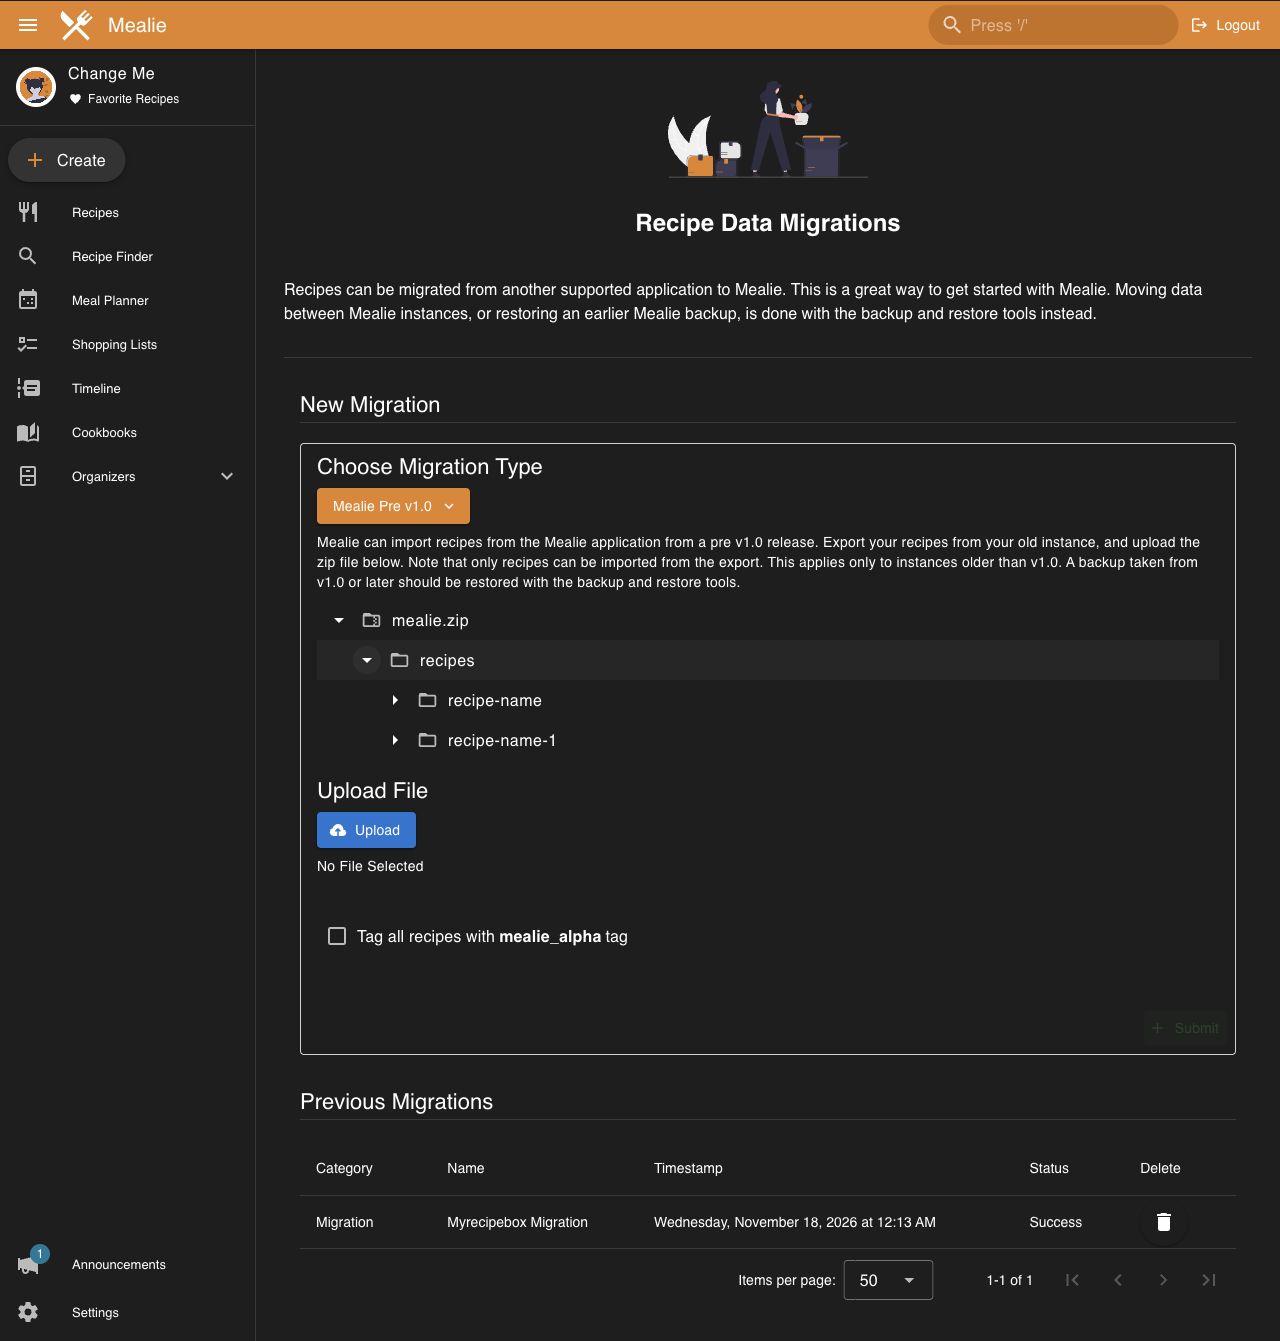 Mealie
Press '/'
Logout
Change Me
Favorite Recipes
Create
Recipes
Recipe Finder
Meal Planner
Shopping Lists
Timeline
Cookbooks
Organizers
1
Announcements
Settings
Recipe Data Migrations
Recipes can be migrated from another supported application to Mealie. This is a great way to get started with Mealie. Moving data
between Mealie instances, or restoring an earlier Mealie backup, is done with the backup and restore tools instead.
New Migration
Choose Migration Type
Mealie Pre v1.0
Mealie can import recipes from the Mealie application from a pre v1.0 release. Export your recipes from your old instance, and upload the
zip file below. Note that only recipes can be imported from the export. This applies only to instances older than v1.0. A backup taken from
v1.0 or later should be restored with the backup and restore tools.
mealie.zip
recipes
recipe-name
recipe-name-1
Upload File
Upload
No File Selected
Tag all recipes with mealie_alpha tag
Submit
Previous Migrations
Category Name Timestamp Status Delete
Migration Myrecipebox Migration Wednesday, November 18, 2026 at 12:13 AM Success
Items per page: 50 1-1 of 1